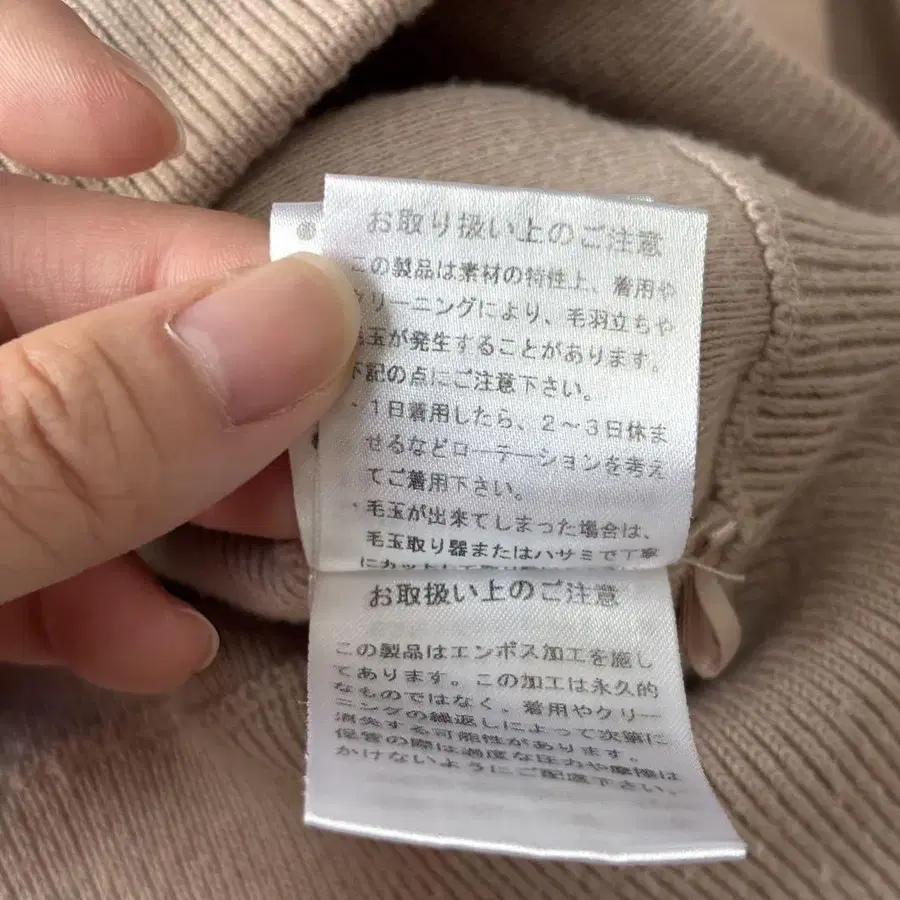 お取り扱い上のご注意
この製品は素材の特性上、着用や
クリーニングにより、毛羽立ちや
毛玉が発生することがあります。
下記の点にご注意下さい。
・1日着用したら、2〜3日休ま
せるなどローテーションを考え
てご着用下さい。
・毛玉が出来てしまった場合は、
毛玉取り器またはハサミで丁寧
にカットして
お取扱い上のご注意
この製品はエンボス加工を施し
てあります。この加工は永久的
なものではなく、着用やクリー
ニングの繰返しによって次第に
消失する可能性があります。
保管の際は過度な圧力や摩擦は
かけないようにご配慮下さい。